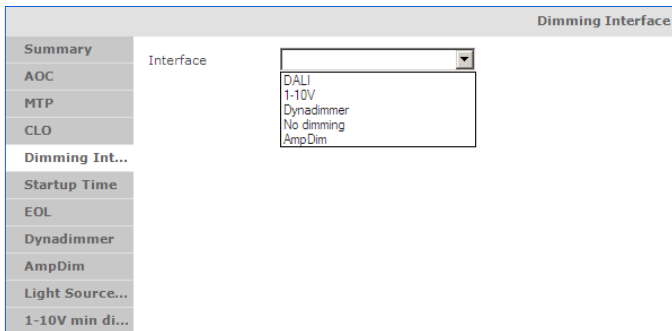 Dimming Interface
Summary
AOC
MTP
CLO
Dimming Int...
Startup Time
EOL
Dynadimmer
AmpDim
Light Source...
1-10V min di...
Interface
DALI
1-10V
Dynadimmer
No dimming
AmpDim